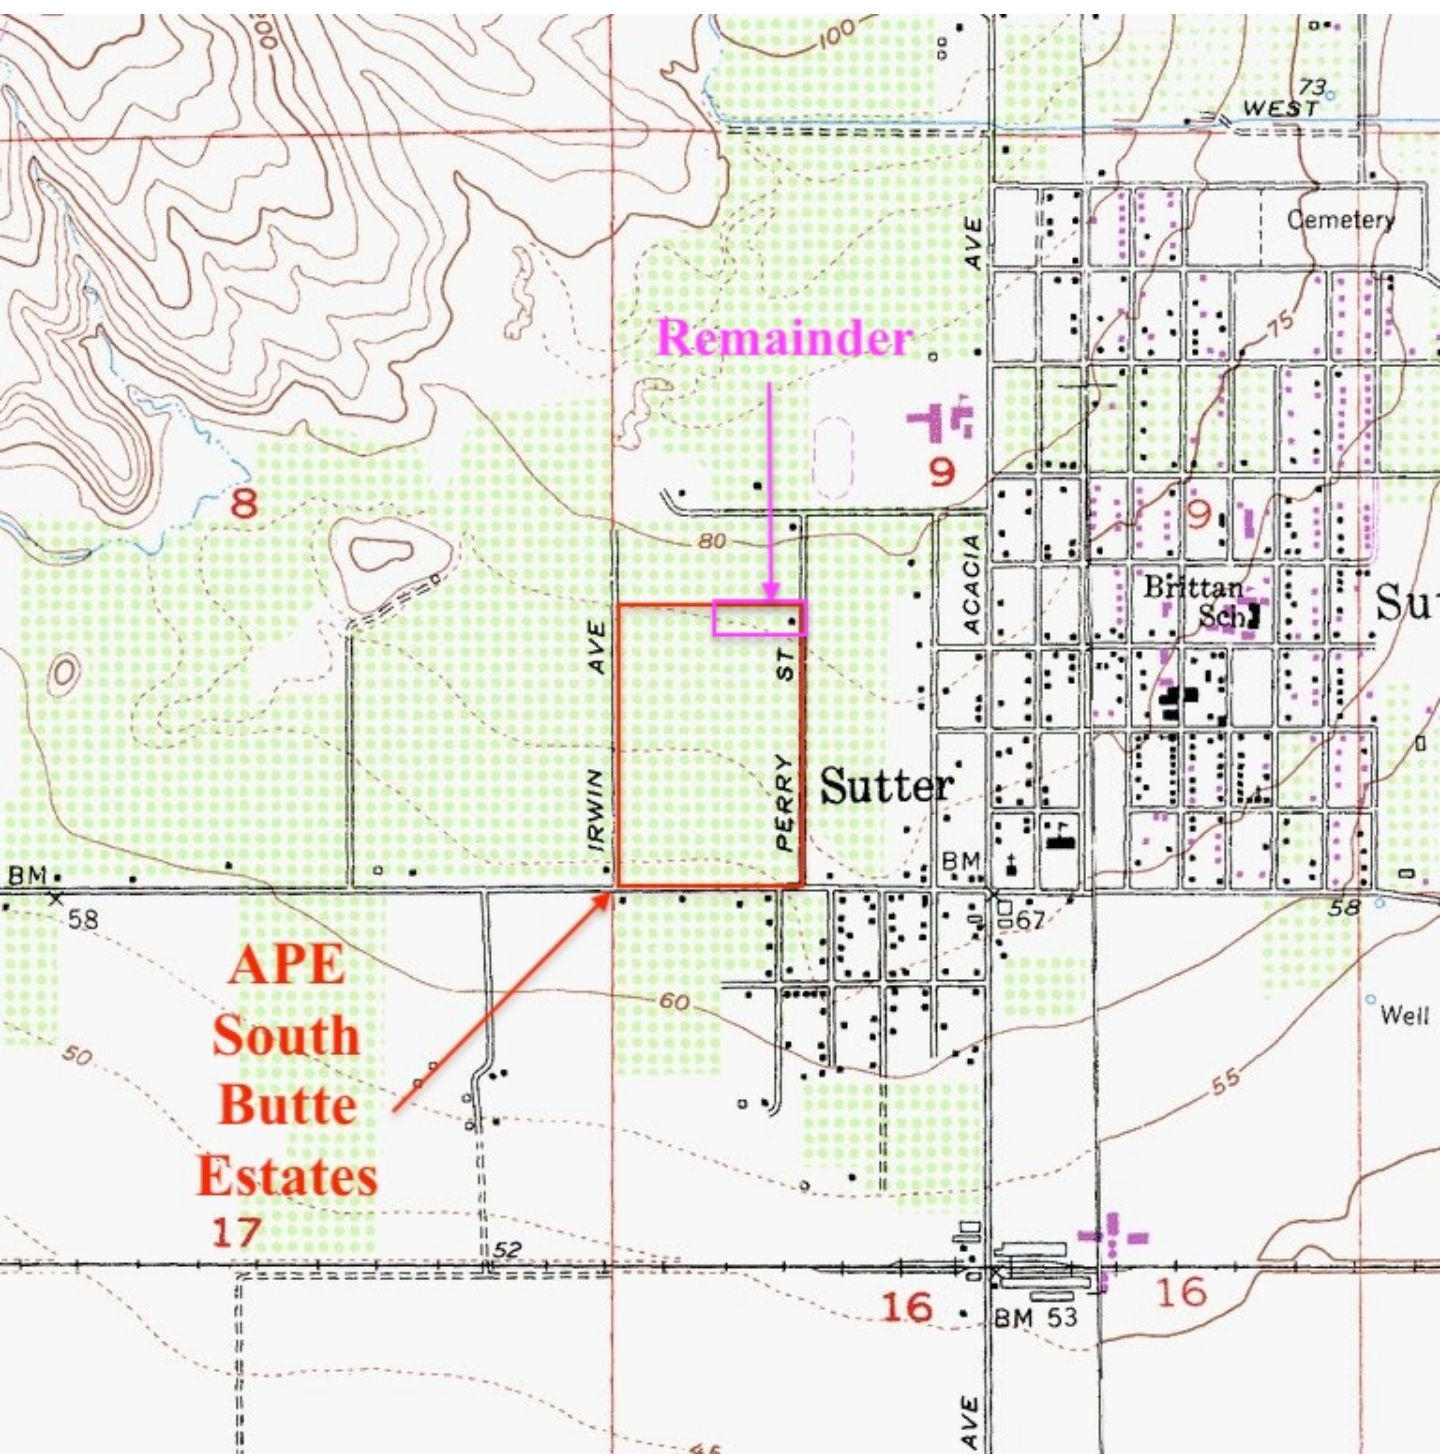 200
100
73
WEST
AVE
Cemetery
75
Remainder
8
9
9
80
ACACIA
Brittan
Sch
Su
AVE
ST
IRWIN
PERRY
Sutter
BM
BM
58
67
58
APE
South
Butte
Estates
60
Well
50
55
17
52
16
16
BM 53
AVE